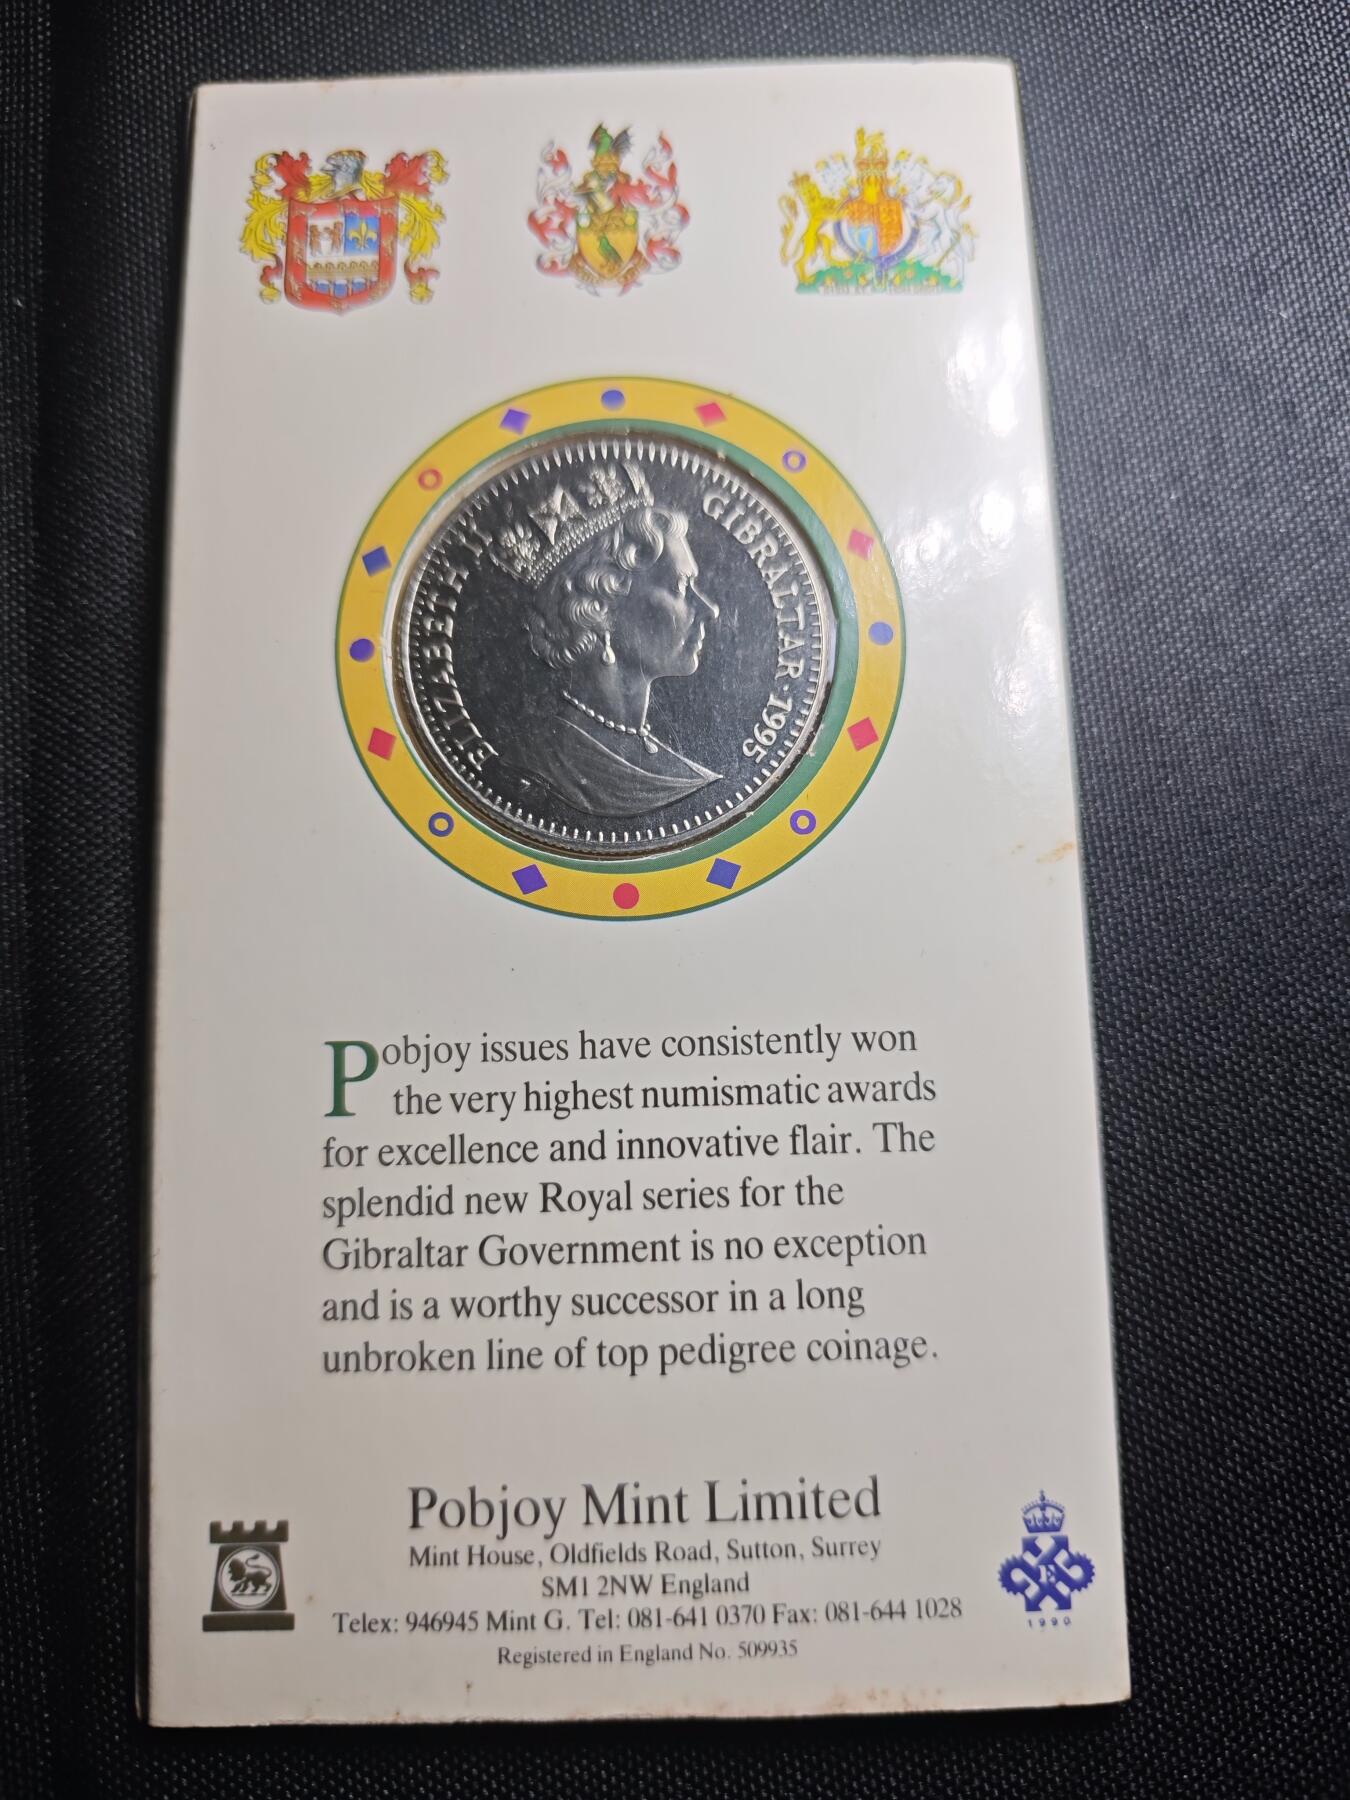 ELIZABETH II
GIBRALTAR · 1995
Pobjoy issues have consistently won
the very highest numismatic awards
for excellence and innovative flair. The
splendid new Royal series for the
Gibraltar Government is no exception
and is a worthy successor in a long
unbroken line of top pedigree coinage.
Pobjoy Mint Limited
Mint House, Oldfields Road, Sutton, Surrey
SM1 2NW England
Telex: 946945 Mint G. Tel: 081-641 0370 Fax: 081-644 1028
Registered in England No. 509935
1990